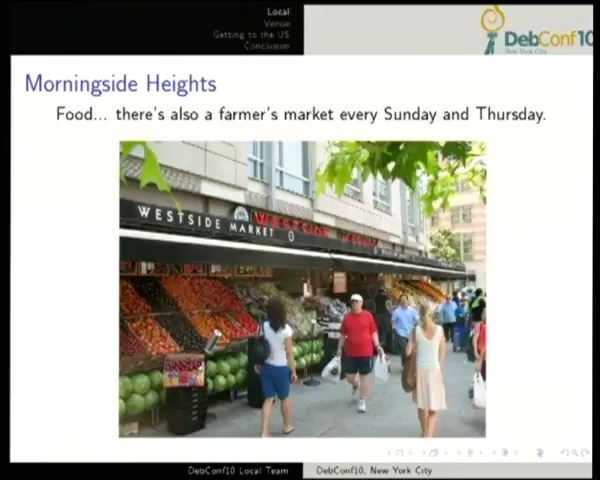 Local
Venue
Getting to the US
Conclusion
DebConf10
New York City
Morningside Heights
Food... there's also a farmer's market every Sunday and Thursday.
WESTSIDE MARKET
WESTSIDE
DebConf10 Local Team
DebConf10, New York City